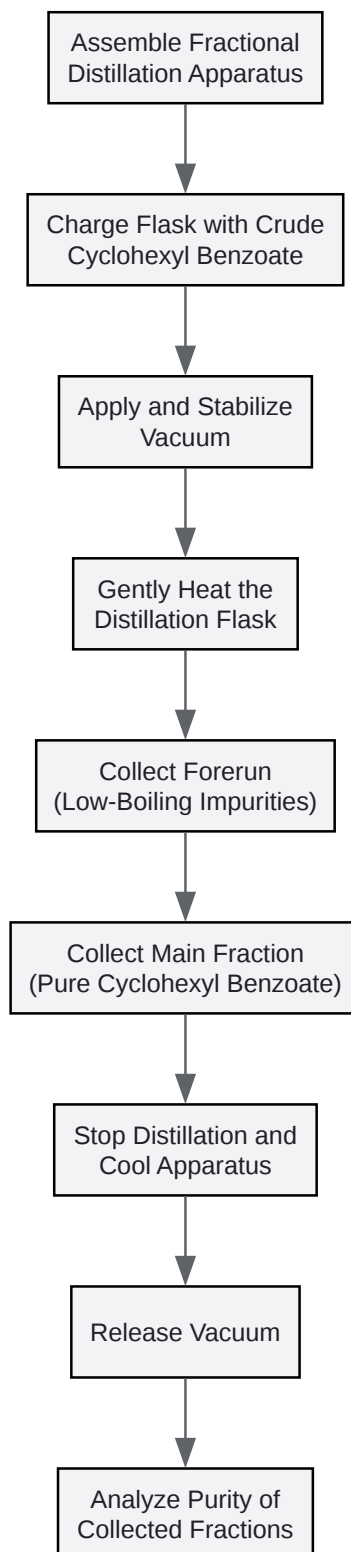 Assemble Fractional
Distillation Apparatus
Charge Flask with Crude
Cyclohexyl Benzoate
Apply and Stabilize
Vacuum
Gently Heat the
Distillation Flask
Collect Forerun
(Low-Boiling Impurities)
Collect Main Fraction
(Pure Cyclohexyl Benzoate)
Stop Distillation and
Cool Apparatus
Release Vacuum
Analyze Purity of
Collected Fractions